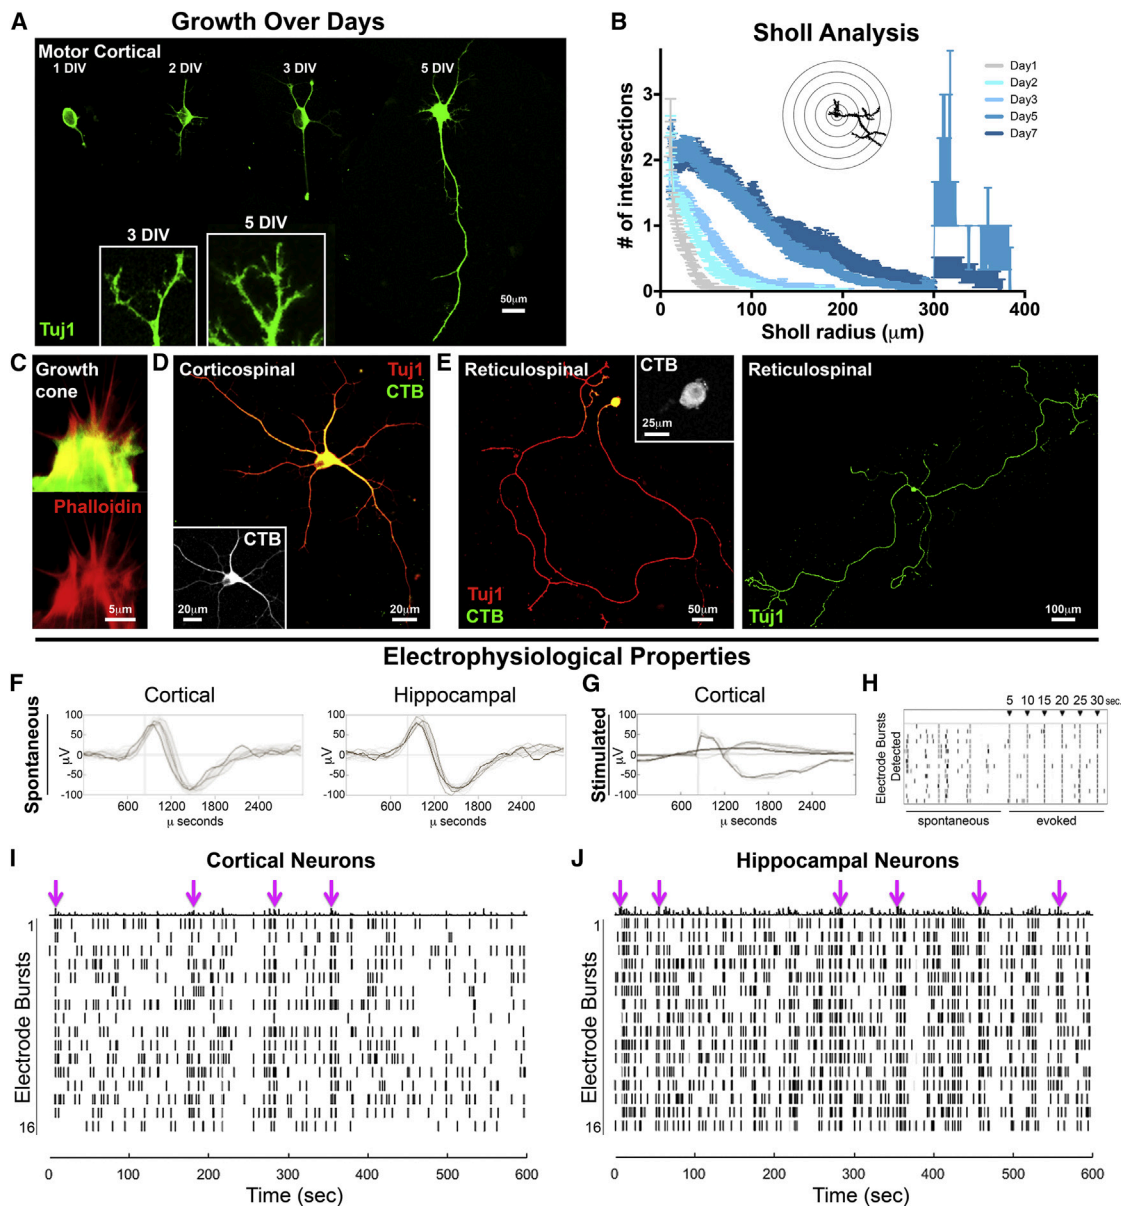 A
Growth Over Days
Motor Cortical
1 DIV
2 DIV
3 DIV
5 DIV
3 DIV
5 DIV
Tuj1
50μm
B
Sholl Analysis
# of intersections
3
2
1
0
0
100
200
300
400
Sholl radius (μm)
Day1
Day2
Day3
Day5
Day7
C
Growth
cone
Phalloidin
5μm
D
Corticospinal
Tuj1
CTB
CTB
20μm
20μm
E
Reticulospinal
CTB
25μm
Tuj1
CTB
50μm
Reticulospinal
Tuj1
100μm
Electrophysiological Properties
F
Spontaneous
Cortical
100
50
μV
0
-50
-100
600
1200
1800
2400
μ seconds
Hippocampal
100
50
μV
0
-50
-100
600
1200
1800
2400
μ seconds
G
Stimulated
Cortical
100
50
μV
0
-50
-100
600
1200
1800
2400
μ seconds
H
5 10 15 20 25 30 sec.
Electrode Bursts
Detected
spontaneous
evoked
I
Cortical Neurons
Electrode Bursts
1
16
0
100
200
300
400
500
600
Time (sec)
J
Hippocampal Neurons
Electrode Bursts
1
16
0
100
200
300
400
500
600
Time (sec)